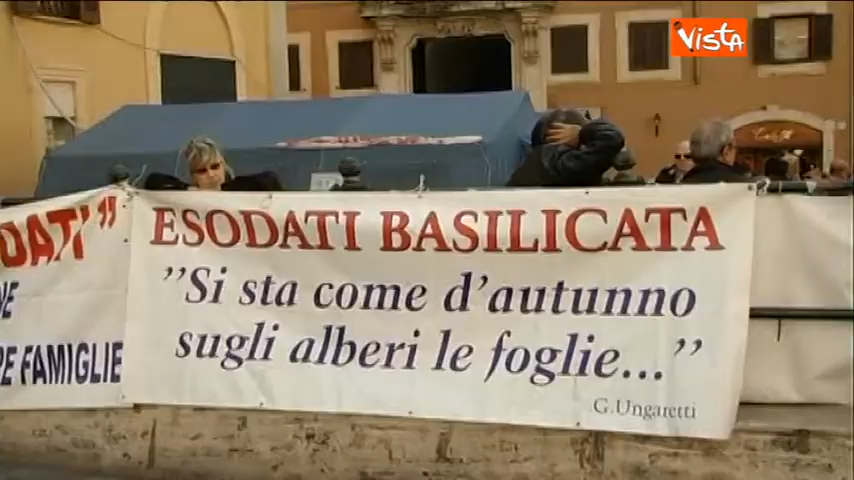 VISTA
DATI"
FAMIGLIE
ESODATI BASILICATA
"Si sta come d'autunno
sugli alberi le foglie... "
G.Ungaretti